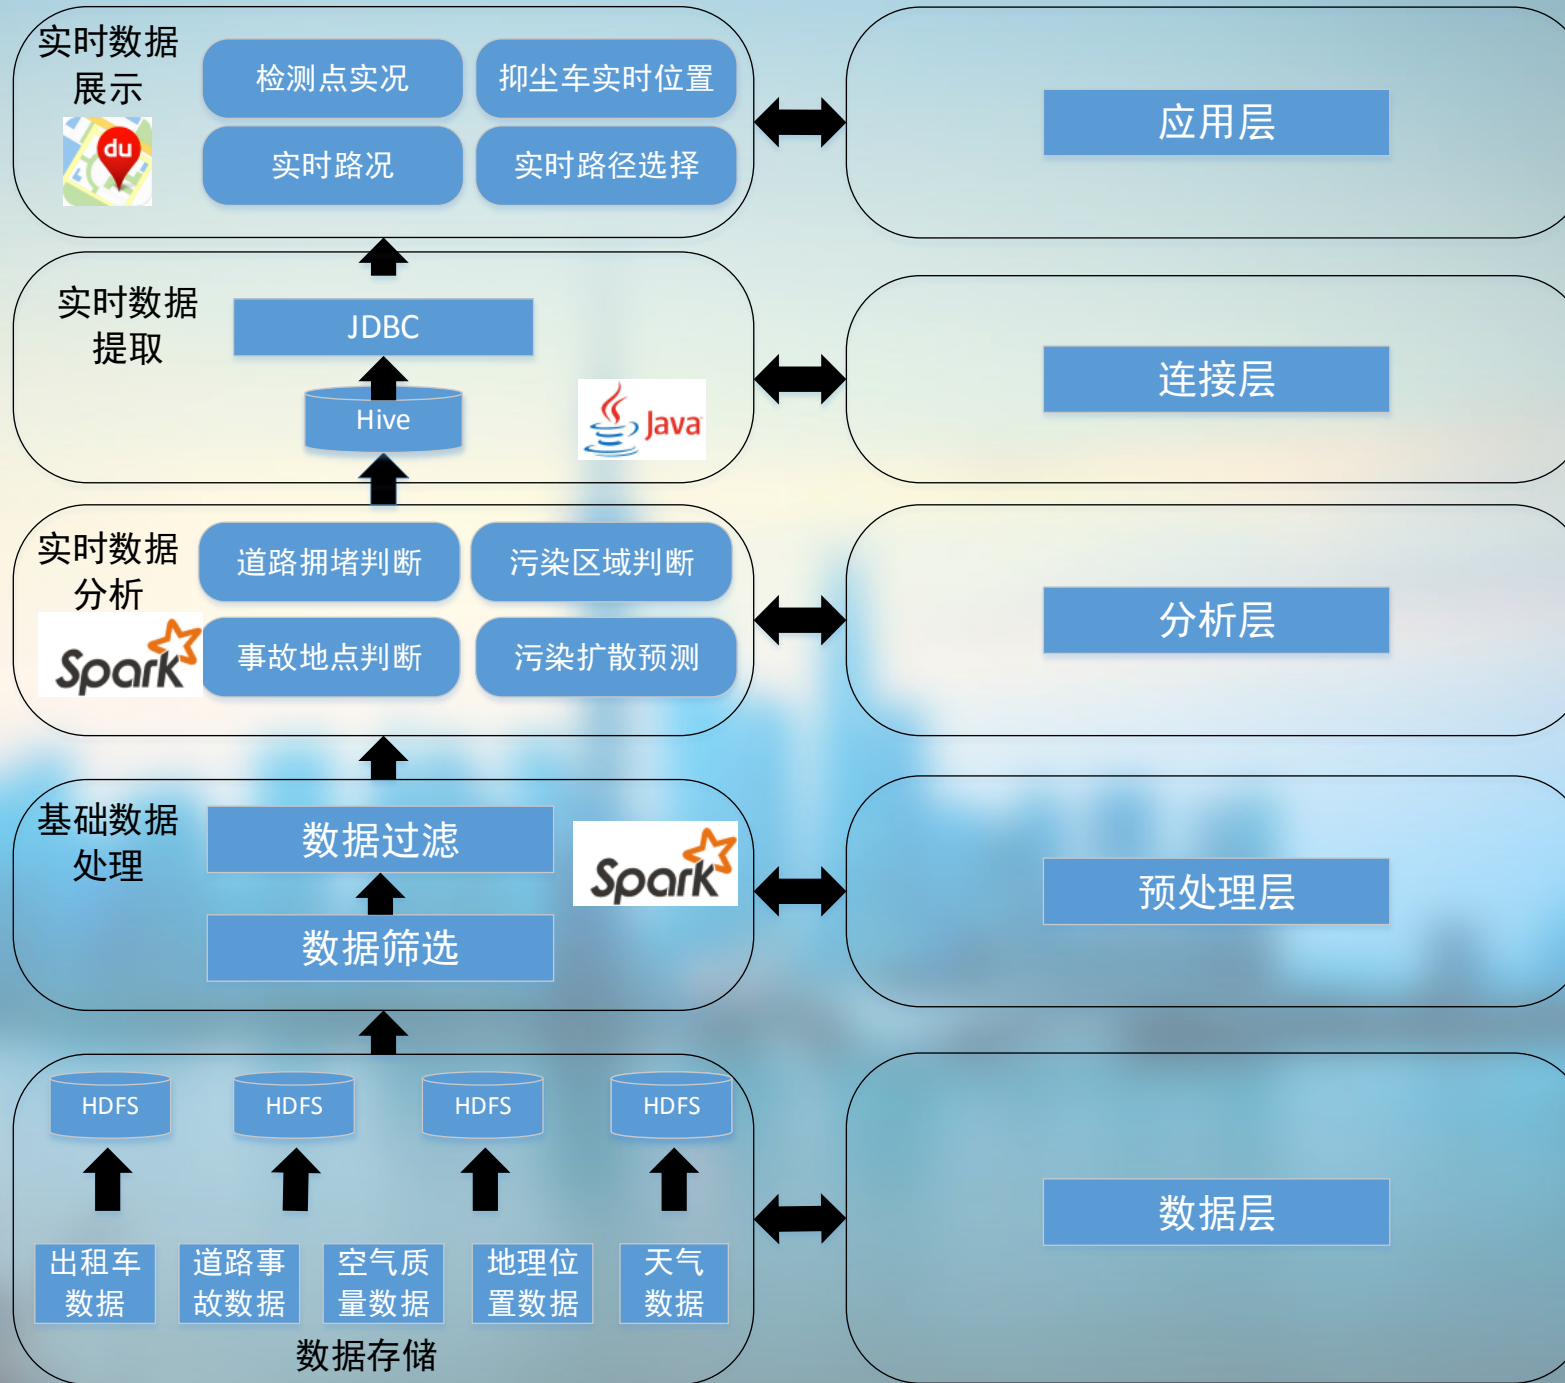 实时数据
展示
检测点实况
抑尘车实时位置
du
实时路况
实时路径选择
应用层
实时数据
提取
JDBC
Hive
Java
连接层
实时数据
分析
道路拥堵判断
污染区域判断
Spark
事故地点判断
污染扩散预测
分析层
基础数据
处理
数据过滤
Spark
数据筛选
预处理层
HDFS
HDFS
HDFS
HDFS
出租车
数据
道路事
故数据
空气质
量数据
地理位
置数据
天气
数据
数据存储
数据层